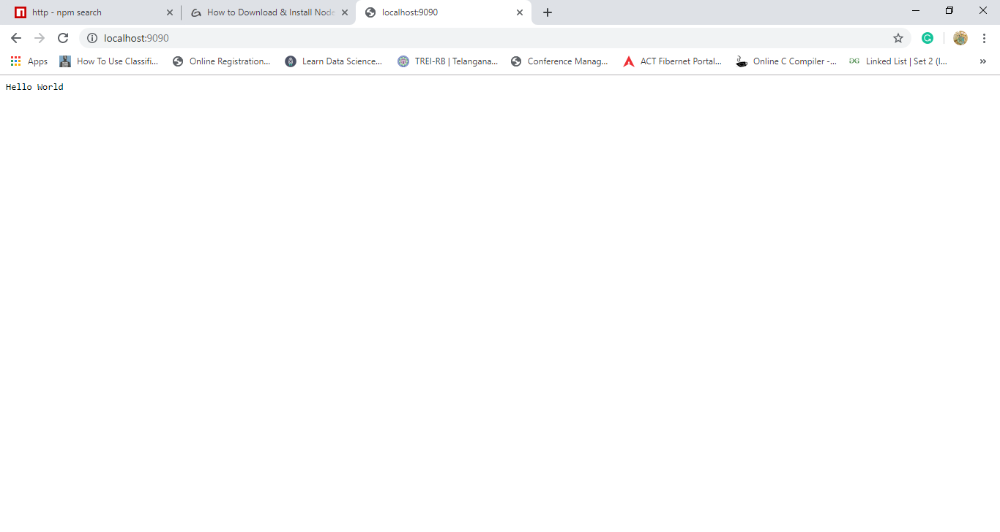 http - npm search
How to Download & Install Node
localhost:9090
localhost:9090
Apps
How To Use Classifi...
Online Registration...
Learn Data Science...
TREI-RB | Telangana...
Conference Manag...
ACT Fibernet Portal...
Online C Compiler -...
Linked List | Set 2 (I...
»
Hello World